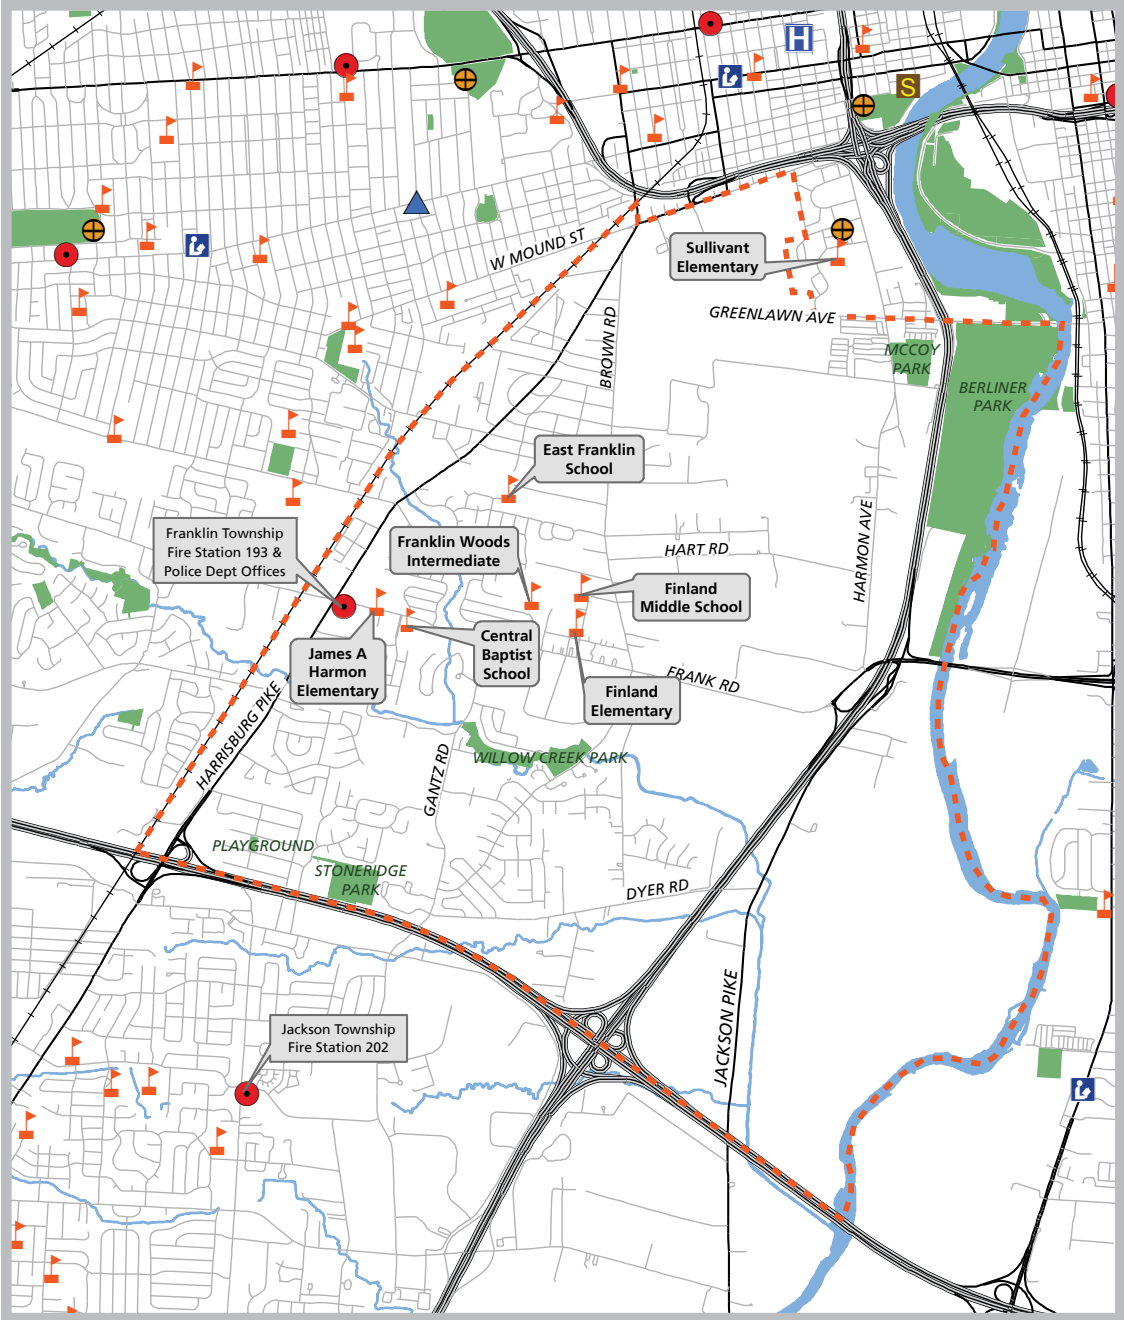 H
S
W MOUND ST
Sullivant
Elementary
GREENLAWN AVE
BROWN RD
MCCOY
PARK
BERLINER
PARK
East Franklin
School
Franklin Township
Fire Station 193 &
Police Dept Offices
Franklin Woods
Intermediate
HART RD
HARMON AVE
Finland
Middle School
James A
Harmon
Elementary
Central
Baptist
School
FRANK RD
Finland
Elementary
HARRISBURG PIKE
GANTZ RD
WILLOW CREEK PARK
PLAYGROUND
STONERIDGE
PARK
DYER RD
JACKSON PIKE
Jackson Township
Fire Station 202